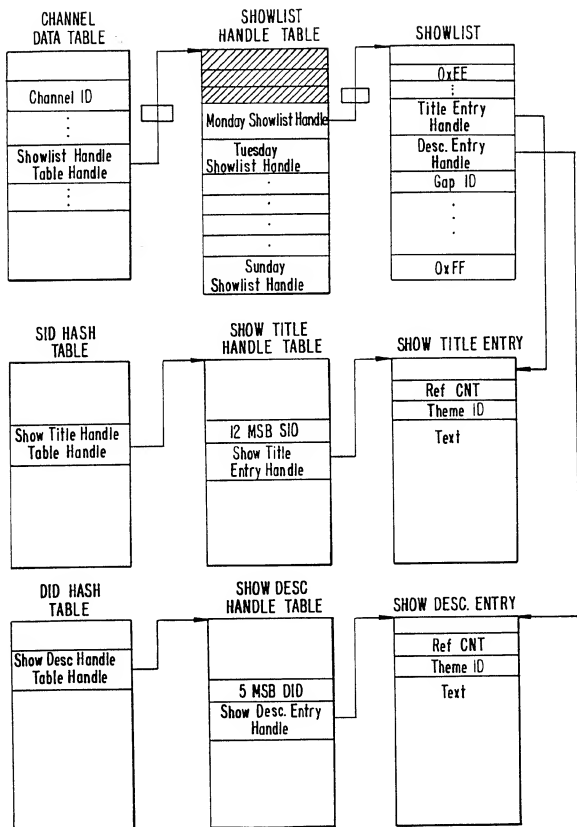 CHANNEL
DATA TABLE
Channel ID
Showlist Handle
Table Handle
SHOWLIST
HANDLE TABLE
Monday Showlist Handle
Tuesday
Showlist Handle
Sunday
Showlist Handle
SHOWLIST
0xEE
Title Entry
Handle
Desc. Entry
Handle
Gap ID
0xFF
SID HASH
TABLE
Show Title Handle
Table Handle
SHOW TITLE
HANDLE TABLE
12 MSB SIO
Show Title
Entry Handle
SHOW TITLE ENTRY
Ref CNT
Theme ID
Text
DID HASH
TABLE
Show Desc Handle
Table Handle
SHOW DESC
HANDLE TABLE
5 MSB DID
Show Desc. Entry
Handle
SHOW DESC. ENTRY
Ref CNT
Theme ID
Text